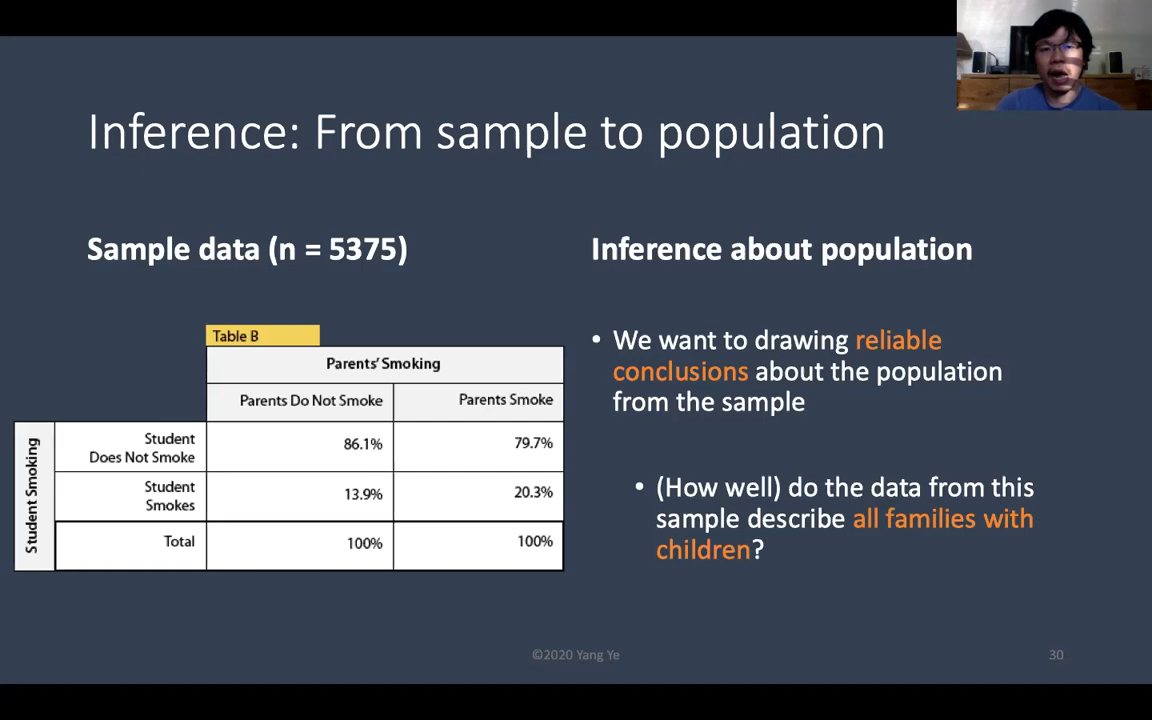 Inference: From sample to population
Sample data (n = 5375)
Table B
Parents' Smoking
Parents Do Not Smoke
Parents Smoke
Student Smoking
Student
Does Not Smoke
86.1%
79.7%
Student
Smokes
13.9%
20.3%
Total
100%
100%
Inference about population
• We want to drawing reliable
conclusions about the population
from the sample
• (How well) do the data from this
sample describe all families with
children?
©2020 Yang Ye
30